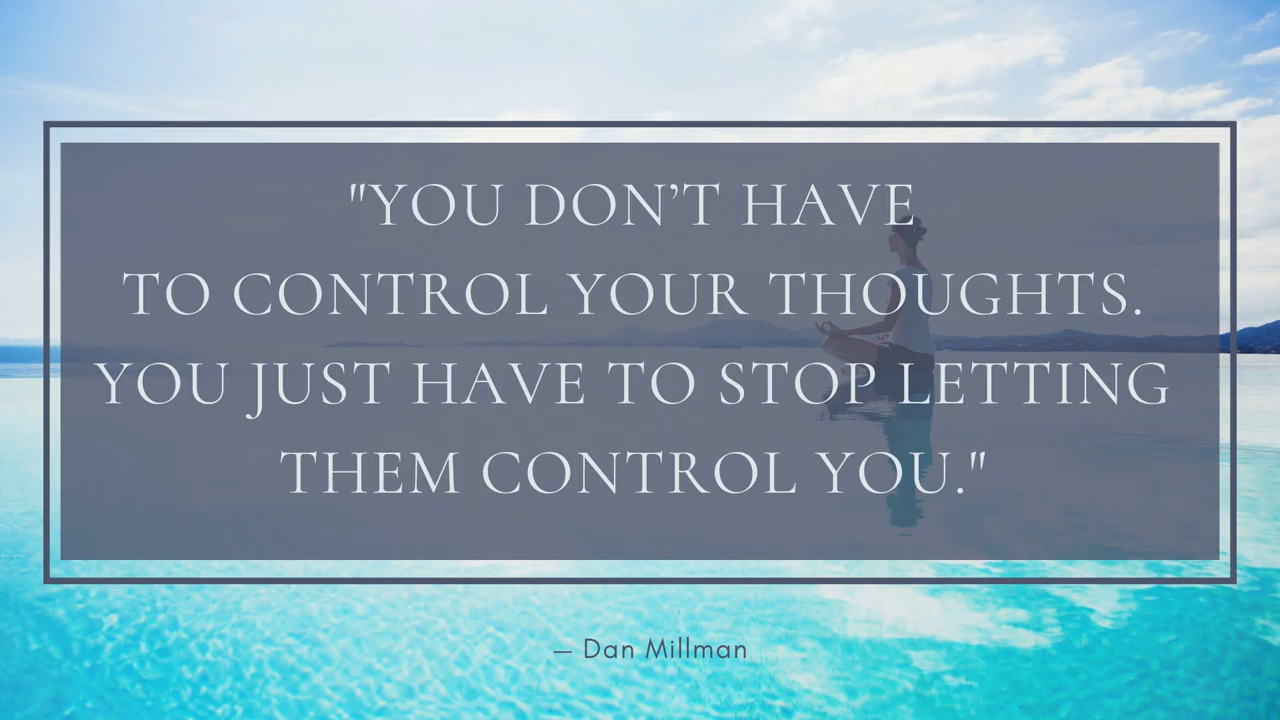 "YOU DON’T HAVE
TO CONTROL YOUR THOUGHTS.
YOU JUST HAVE TO STOP LETTING
THEM CONTROL YOU."
— Dan Millman